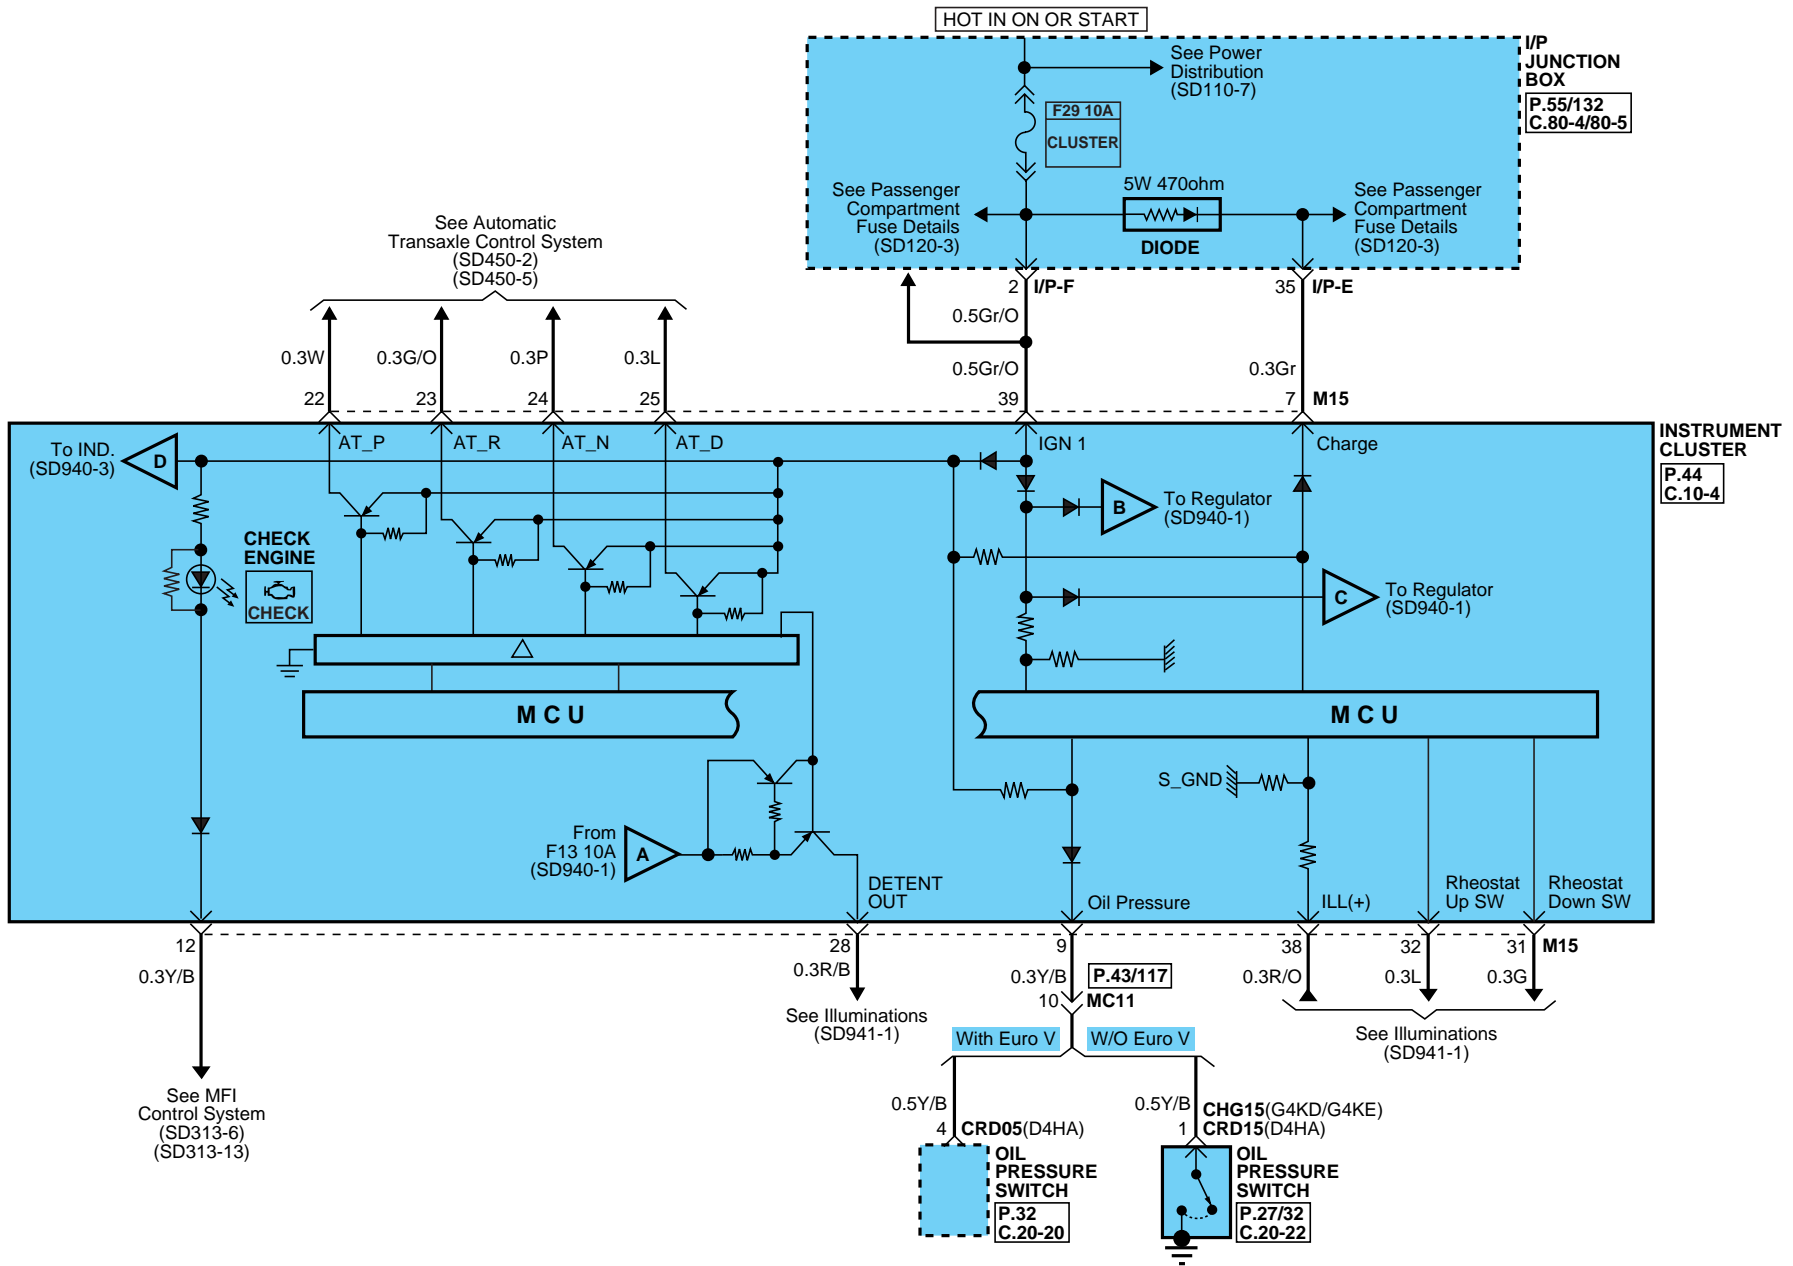 HOT IN ON OR START
I/P
JUNCTION
BOX
P.55/132
C.80-4/80-5
See Power
Distribution
(SD110-7)
F29 10A
CLUSTER
5W 470ohm
DIODE
See Passenger
Compartment
Fuse Details
(SD120-3)
See Passenger
Compartment
Fuse Details
(SD120-3)
See Automatic
Transaxle Control System
(SD450-2)
(SD450-5)
2 I/P-F
35 I/P-E
0.5Gr/O
0.3W
0.3G/O
0.3P
0.3L
0.5Gr/O
0.3Gr
22
23
24
25
39
7 M15
INSTRUMENT
CLUSTER
P.44
C.10-4
To IND.
(SD940-3)
D
AT_P
AT_R
AT_N
AT_D
IGN 1
Charge
B
To Regulator
(SD940-1)
CHECK
ENGINE
CHECK
C
To Regulator
(SD940-1)
M C U
M C U
S_GND
From
F13 10A
(SD940-1)
A
DETENT
OUT
Oil Pressure
ILL(+)
Rheostat
Up SW
Rheostat
Down SW
12
28
9
38
32
31 M15
0.3Y/B
0.3R/B
0.3Y/B
P.43/117
0.3R/O
0.3L
0.3G
10 MC11
See Illuminations
(SD941-1)
See Illuminations
(SD941-1)
With Euro V
W/O Euro V
See MFI
Control System
(SD313-6)
(SD313-13)
0.5Y/B
0.5Y/B
4 CRD05(D4HA)
CHG15(G4KD/G4KE)
1 CRD15(D4HA)
OIL
PRESSURE
SWITCH
P.32
C.20-20
OIL
PRESSURE
SWITCH
P.27/32
C.20-22